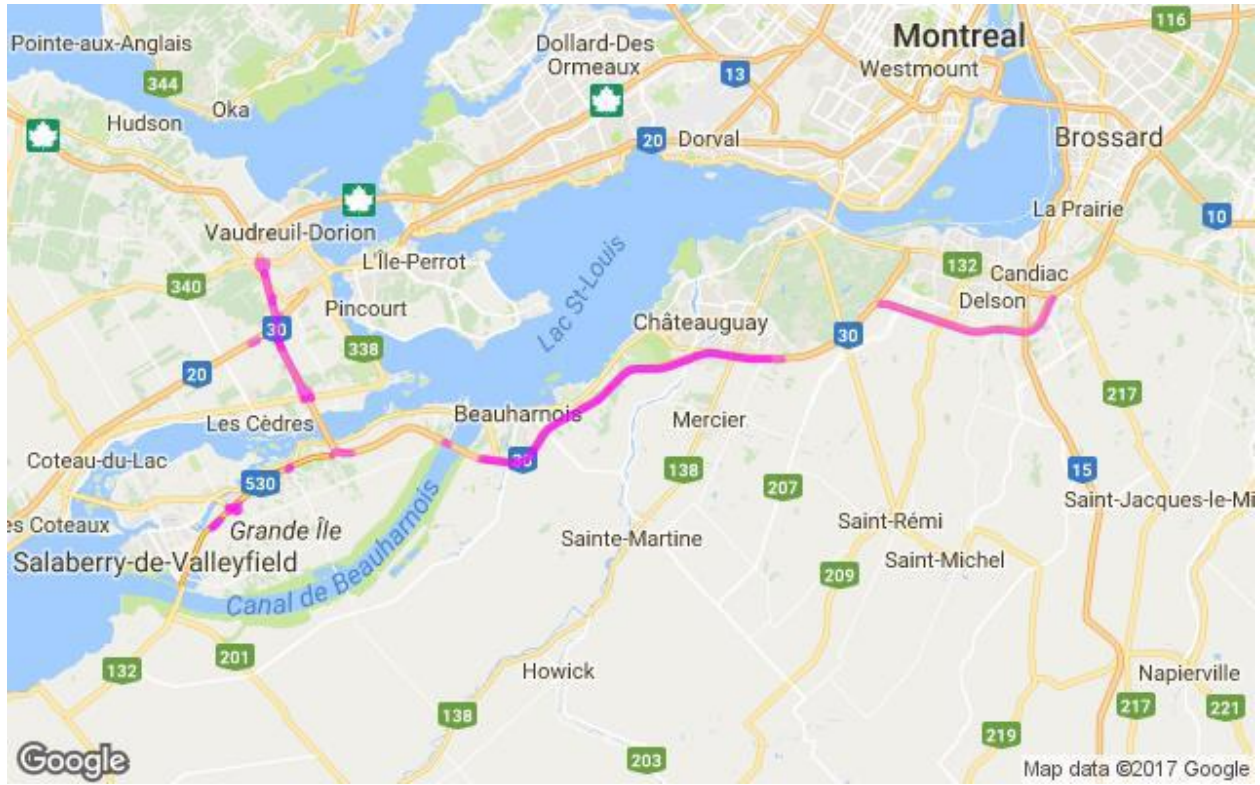 116
Pointe-aux-Anglais
Dollard-Des
Ormeaux
Montreal
344
13
Westmount
Oka
Hudson
20
Dorval
Brossard
Vaudreuil-Dorion
La Prairie
10
L'Île-Perrot
340
Lac St-Louis
132
Candiac
Delson
Pincourt
30
Châteauguay
30
338
20
217
Les Cèdres
Beauharnois
Mercier
Coteau-du-Lac
30
138
15
530
207
Saint-Jacques-le-Mi
es Coteaux
Grande Île
Sainte-Martine
Saint-Rémi
Salaberry-de-Valleyfield
Saint-Michel
Canal de Beauharnois
209
201
132
Howick
Napierville
138
217
221
219
203
Google
Map data ©2017 Google